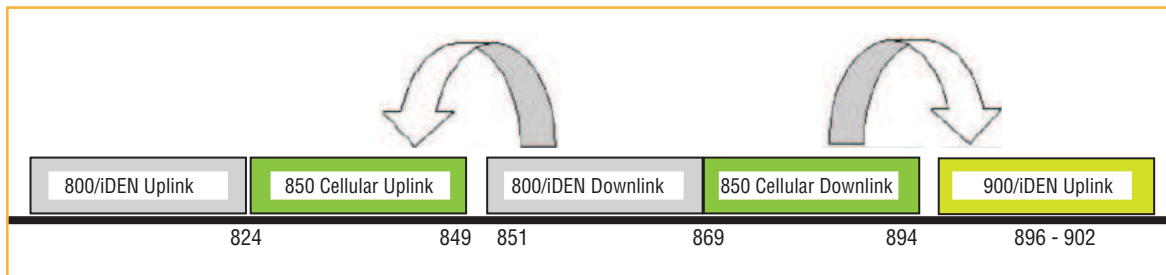 800/iDEN Uplink 850 Cellular Uplink 800/iDEN Downlink 850 Cellular Downlink 900/iDEN Uplink
824 849 851 869 894 896 - 902